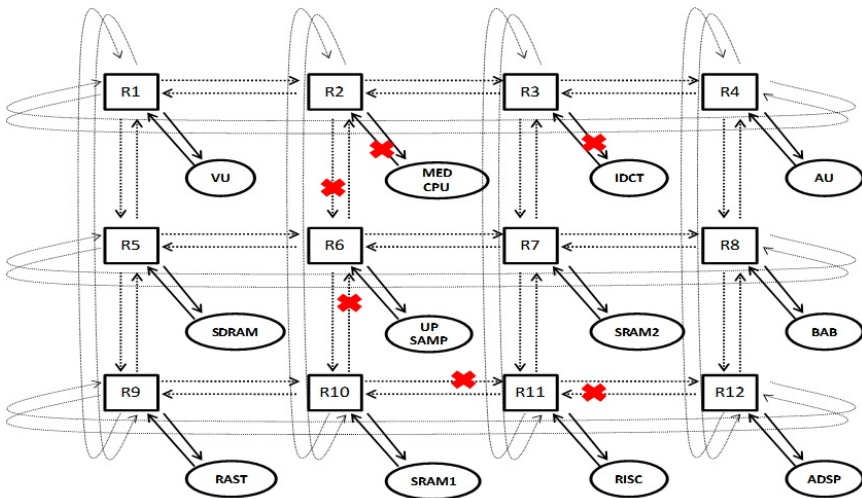 R1
R2
R3
R4
VU
MED
CPU
IDCT
AU
R5
R6
R7
R8
SDRAM
UP
SAMP
SRAM2
BAB
R9
R10
R11
R12
RAST
SRAM1
RISC
ADSP